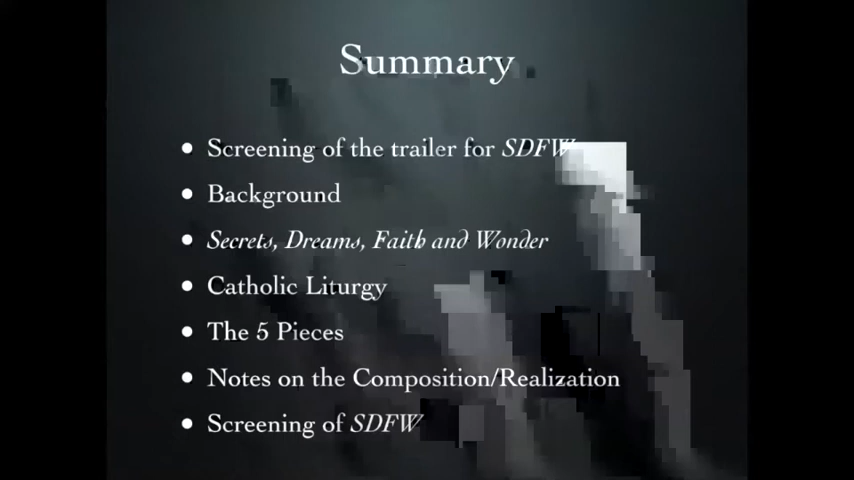 Summary
• Screening of the trailer for SDFW
• Background
• Secrets, Dreams, Faith and Wonder
• Catholic Liturgy
• The 5 Pieces
• Notes on the Composition/Realization
• Screening of SDFW